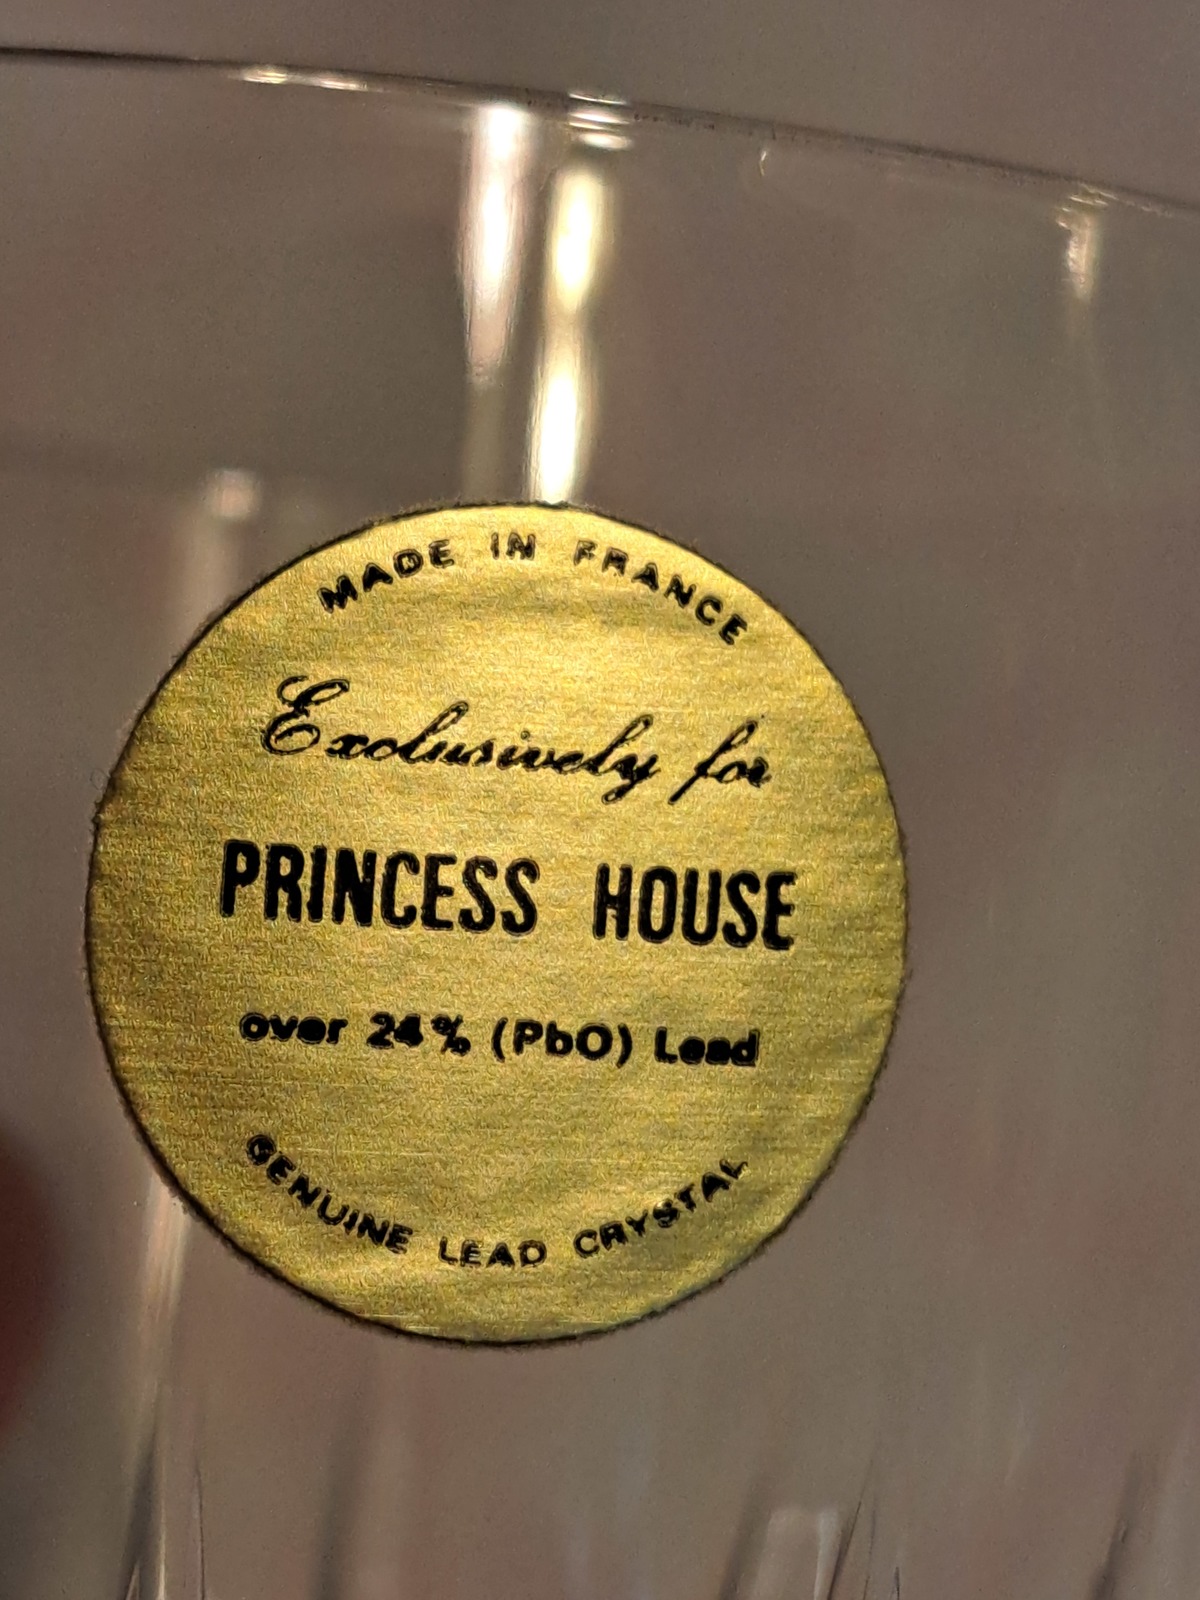 MADE IN FRANCE
Exclusively for
PRINCESS HOUSE
over 24% (PbO) Lead
GENUINE LEAD CRYSTAL